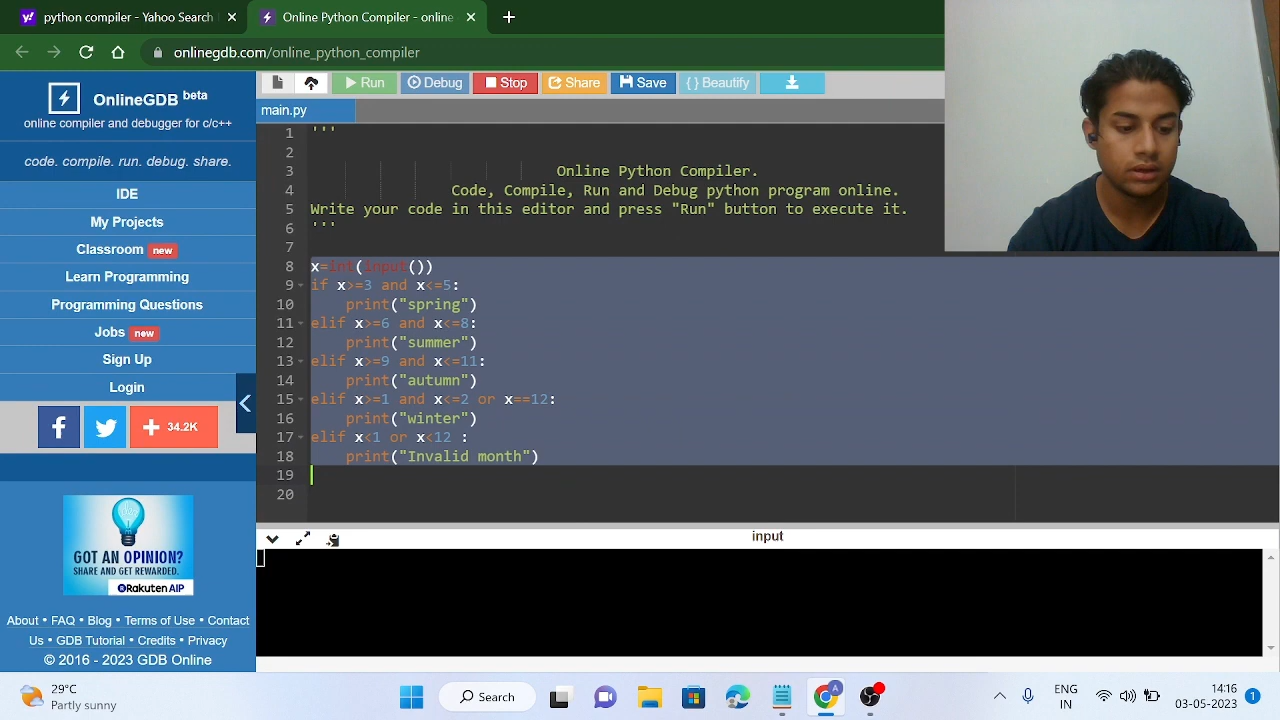 python compiler - Yahoo Search
Online Python Compiler - online
onlinegdb.com/online_python_compiler
OnlineGDB beta
online compiler and debugger for c/c++
code. compile. run. debug. share.
IDE
My Projects
Classroom new
Learn Programming
Programming Questions
Jobs new
Sign Up
Login
34.2K
GOT AN OPINION?
SHARE AND GET REWARDED.
Rakuten AIP
About • FAQ • Blog • Terms of Use • Contact
Us • GDB Tutorial • Credits • Privacy
© 2016 - 2023 GDB Online
Run
Debug
Stop
Share
Save
{ } Beautify
main.py
1 '''
2
3 Online Python Compiler.
4 Code, Compile, Run and Debug python program online.
5 Write your code in this editor and press "Run" button to execute it.
6 '''
7
8 x=int(input())
9 if x>=3 and x<=5:
10 print("spring")
11 elif x>=6 and x<=8:
12 print("summer")
13 elif x>=9 and x<=11:
14 print("autumn")
15 elif x>=1 and x<=2 or x==12:
16 print("winter")
17 elif x<1 or x<12 :
18 print("Invalid month")
19
20
input
29°C
Partly sunny
Search
A
ENG
IN
14:16
03-05-2023
1